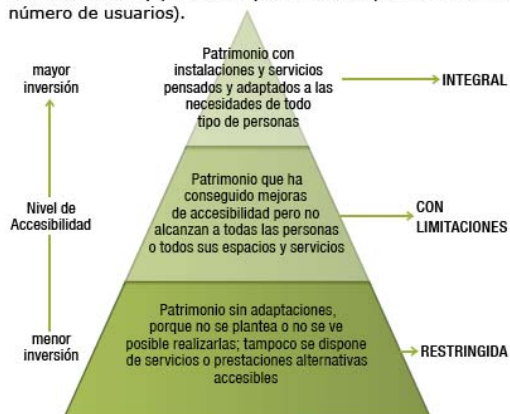 número de usuarios).
mayor
inversión
Nivel de
Accesibilidad
menor
inversión
Patrimonio con
instalaciones y servicios
pensados y adaptados a las
necesidades de todo
tipo de personas
INTEGRAL
Patrimonio que ha
conseguido mejoras
de accesibilidad pero no
alcanzan a todas las personas
o todos sus espacios y servicios
CON
LIMITACIONES
Patrimonio sin adaptaciones,
porque no se plantea o no se ve
posible realizarlas; tampoco se dispone
de servicios o prestaciones alternativas
accesibles
RESTRINGIDA